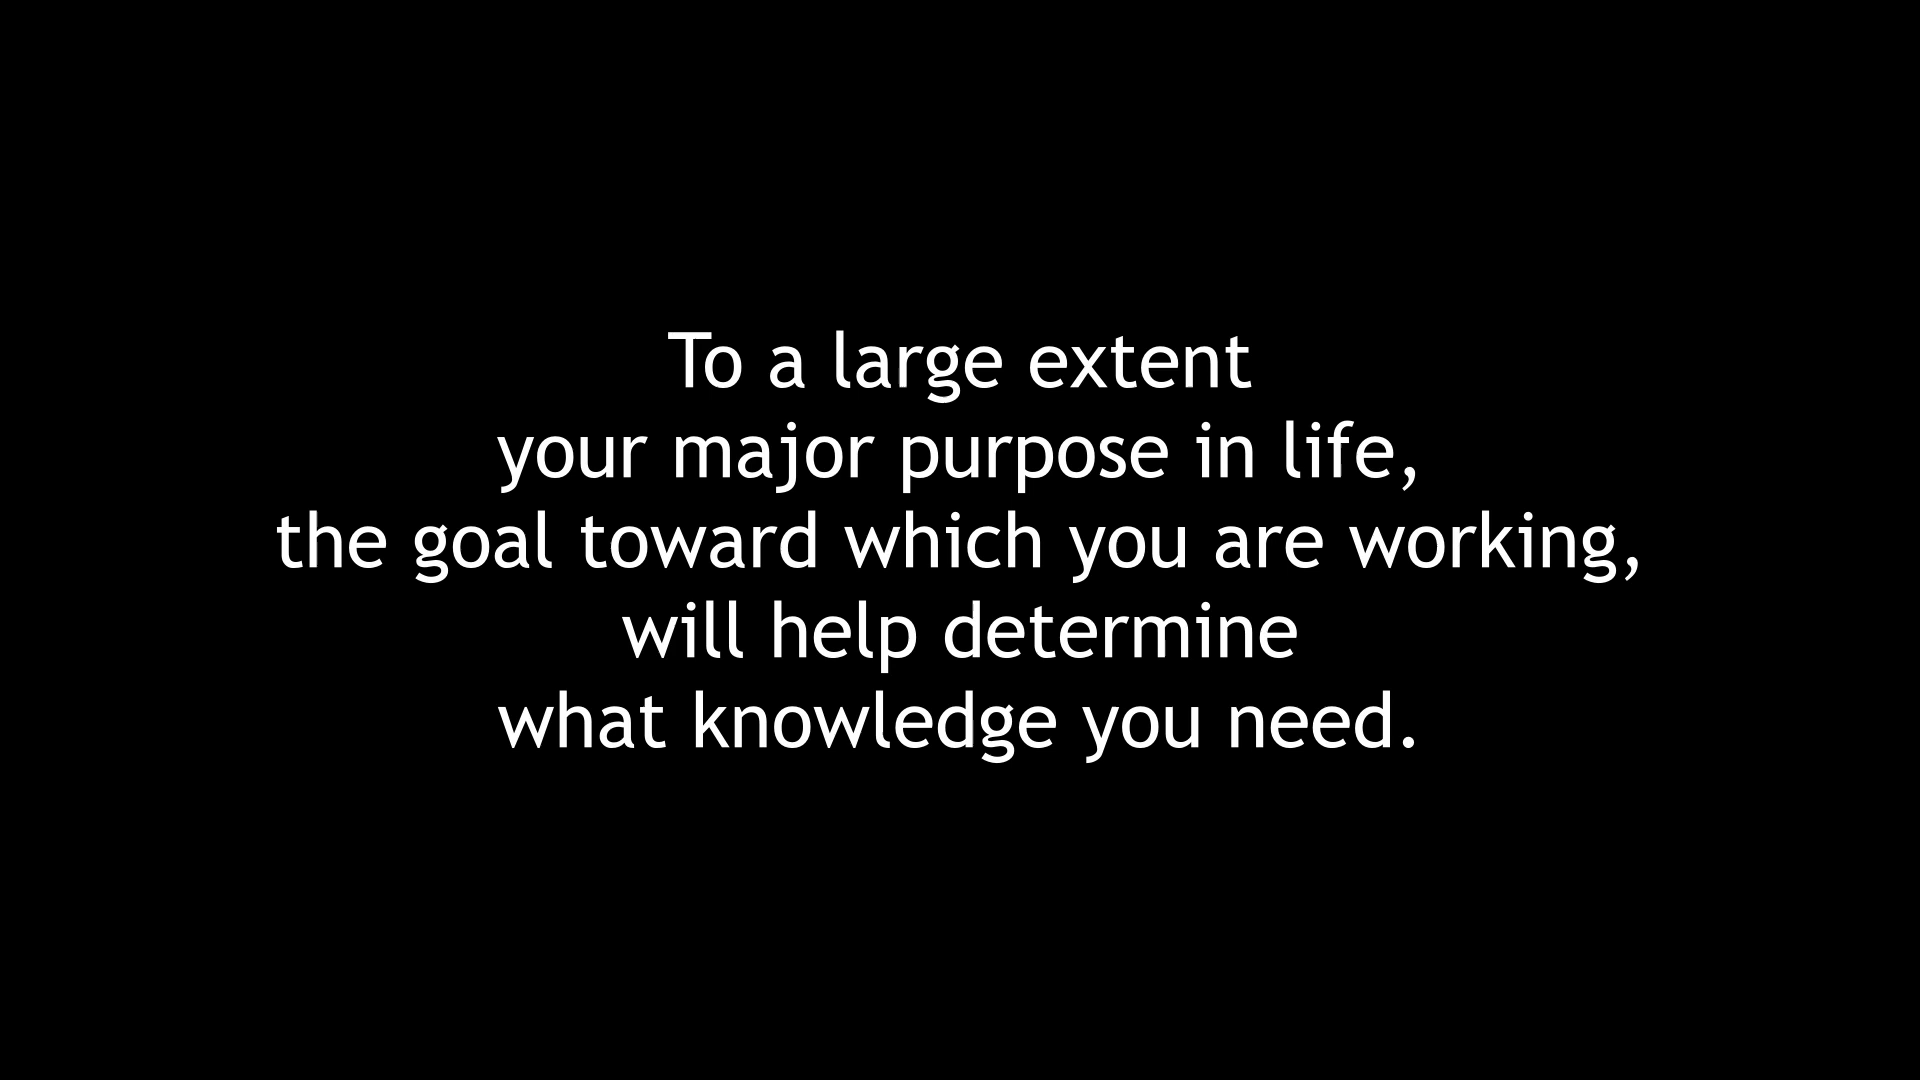 To a large extent
your major purpose in life,
the goal toward which you are working,
will help determine
what knowledge you need.